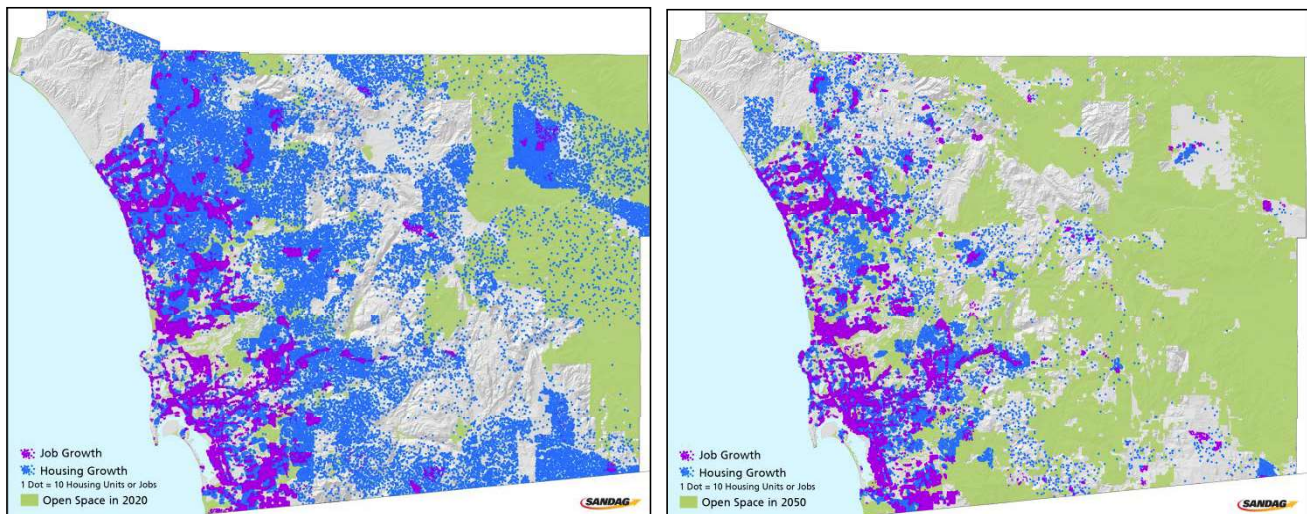 Job Growth
Housing Growth
1 Dot = 10 Housing Units or Jobs
Open Space in 2020
SANDAG
Job Growth
Housing Growth
1 Dot = 10 Housing Units or Jobs
Open Space in 2050
SANDAG